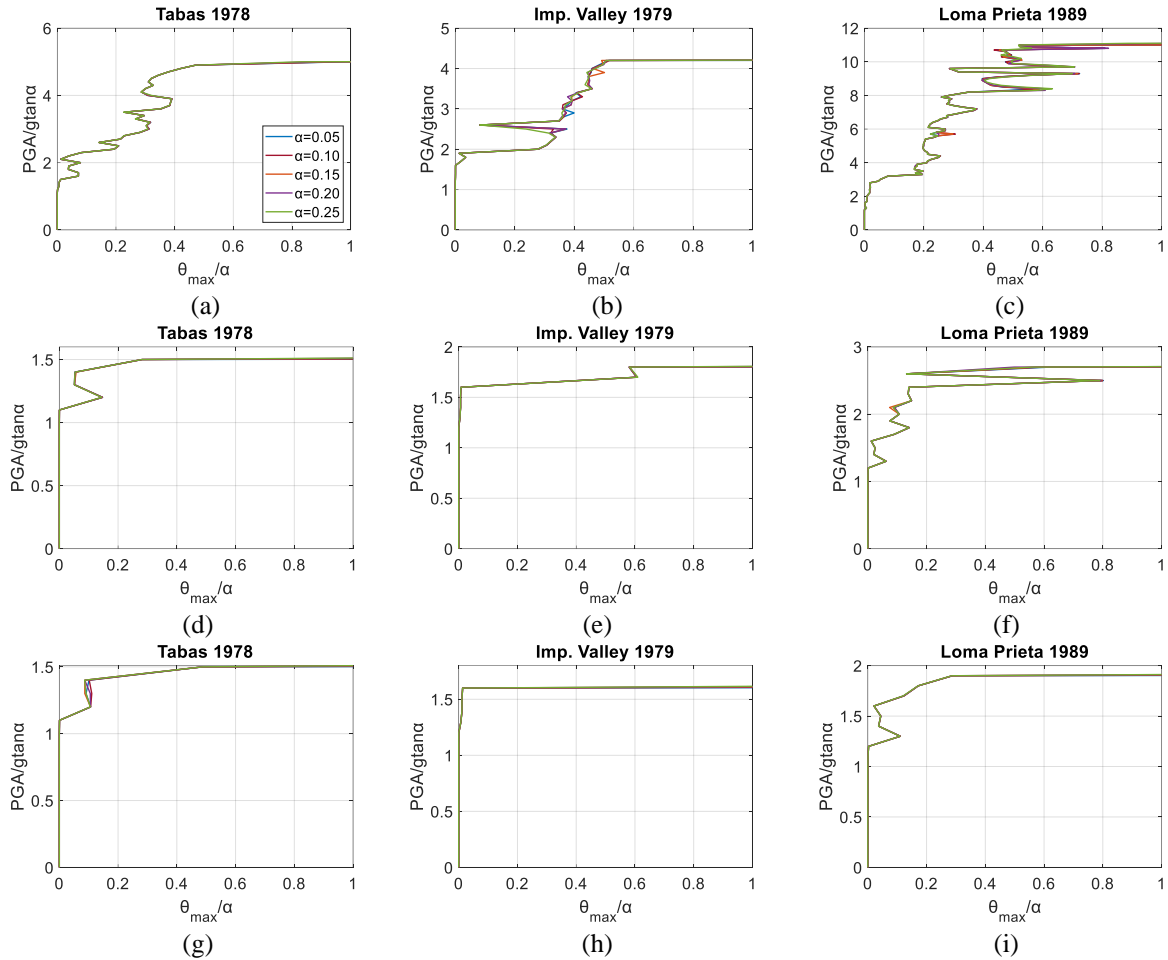 Tabas 1978
Imp. Valley 1979
Loma Prieta 1989
PGA/gtanα
6
4
2
0
α=0.05
α=0.10
α=0.15
α=0.20
α=0.25
0 0.2 0.4 0.6 0.8 1
θmax/α
(a)
PGA/gtanα
5
4
3
2
1
0
0 0.2 0.4 0.6 0.8 1
θmax/α
(b)
PGA/gtanα
12
10
8
6
4
2
0
0 0.2 0.4 0.6 0.8 1
θmax/α
(c)
Tabas 1978
PGA/gtanα
1.5
1
0.5
0
0 0.2 0.4 0.6 0.8 1
θmax/α
(d)
Imp. Valley 1979
PGA/gtanα
2
1.5
1
0.5
0
0 0.2 0.4 0.6 0.8 1
θmax/α
(e)
Loma Prieta 1989
PGA/gtanα
3
2
1
0
0 0.2 0.4 0.6 0.8 1
θmax/α
(f)
Tabas 1978
PGA/gtanα
1.5
1
0.5
0
0 0.2 0.4 0.6 0.8 1
θmax/α
(g)
Imp. Valley 1979
PGA/gtanα
1.5
1
0.5
0
0 0.2 0.4 0.6 0.8 1
θmax/α
(h)
Loma Prieta 1989
PGA/gtanα
2
1.5
1
0.5
0
0 0.2 0.4 0.6 0.8 1
θmax/α
(i)